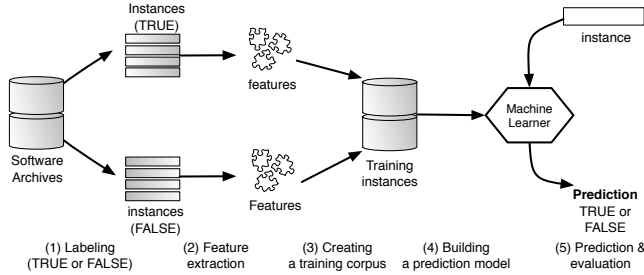 Instances
(TRUE)
instance
features
Machine
Learner
Software
Archives
Training
instances
Features
instances
(FALSE)
Prediction
TRUE or
FALSE
(1) Labeling
(TRUE or FALSE)
(2) Feature
extraction
(3) Creating
a training corpus
(4) Building
a prediction model
(5) Prediction &
evaluation